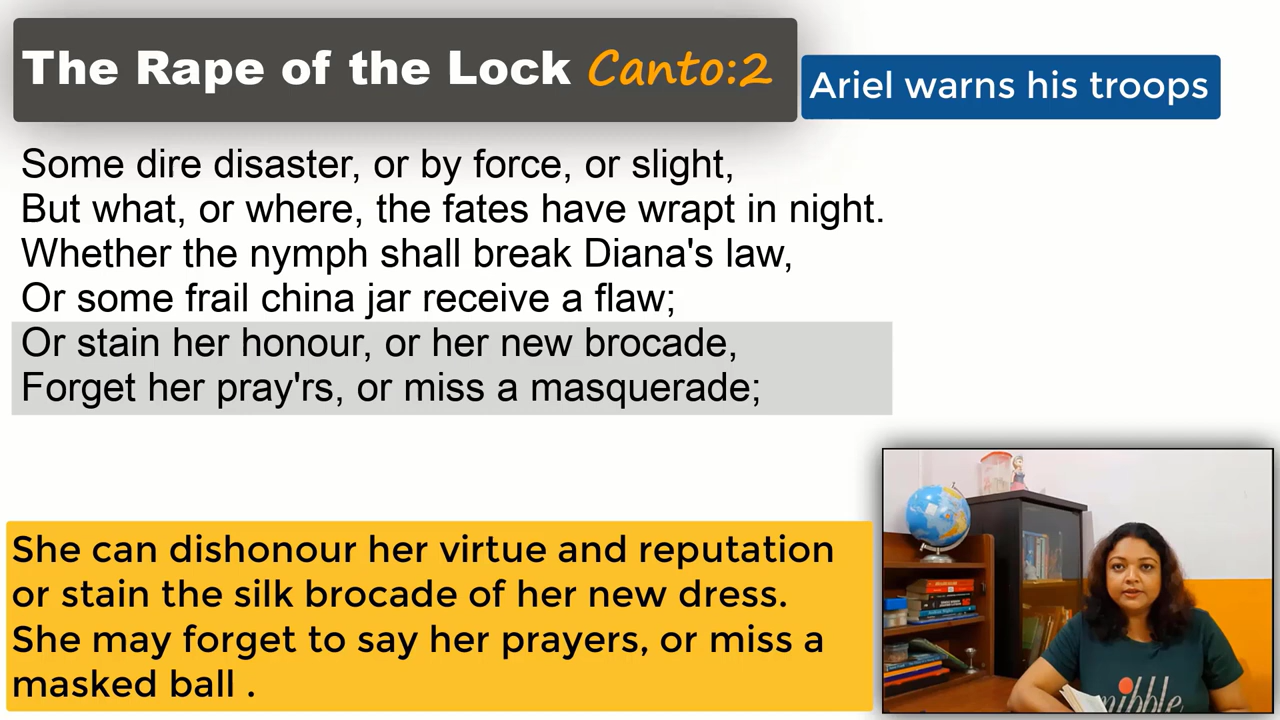 The Rape of the Lock Canto:2
Ariel warns his troops
Some dire disaster, or by force, or slight,
But what, or where, the fates have wrapt in night.
Whether the nymph shall break Diana's law,
Or some frail china jar receive a flaw;
Or stain her honour, or her new brocade,
Forget her pray'rs, or miss a masquerade;
She can dishonour her virtue and reputation
or stain the silk brocade of her new dress.
She may forget to say her prayers, or miss a
masked ball .